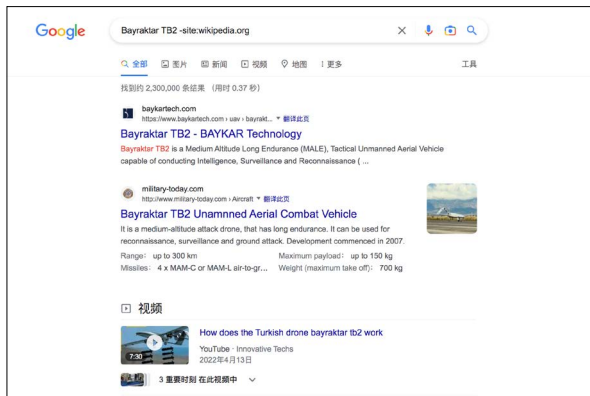 Google
Bayraktar TB2 -site:wikipedia.org
全部 图片 新闻 视频 地图 更多 工具
找到约 2,300,000 条结果 （用时 0.37 秒）
baykartech.com
https://www.baykartech.com › uav › bayrakt... 翻译此页
Bayraktar TB2 - BAYKAR Technology
Bayraktar TB2 is a Medium Altitude Long Endurance (MALE), Tactical Unmanned Aerial Vehicle
capable of conducting Intelligence, Surveillance and Reconnaissance ( ...
military-today.com
http://www.military-today.com › Aircraft 翻译此页
Bayraktar TB2 Unamnned Aerial Combat Vehicle
It is a medium-altitude attack drone, that has long endurance. It can be used for
reconnaissance, surveillance and ground attack. Development commenced in 2007.
Range: up to 300 km Maximum payload: up to 150 kg
Missiles: 4 x MAM-C or MAM-L air-to-gr... Weight (maximum take off): 700 kg
视频
How does the Turkish drone bayraktar tb2 work
7:30
YouTube · Innovative Techs
2022年4月13日
3 重要时刻 在此视频中